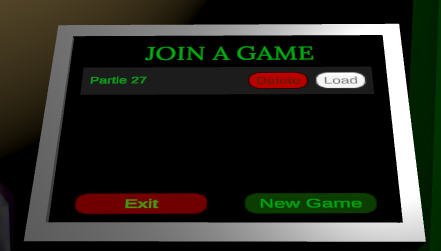 JOIN A GAME
Partie 27 Delete Load
Exit New Game